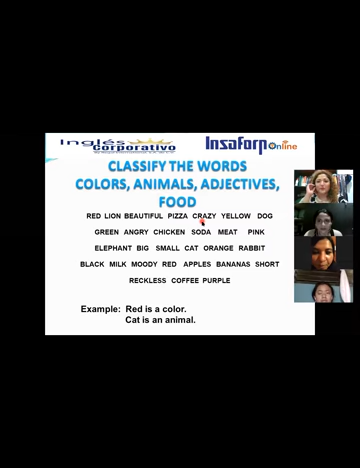 Inglés Corporativo
Insaforp Online
CLASSIFY THE WORDS
COLORS, ANIMALS, ADJECTIVES,
FOOD
RED LION BEAUTIFUL PIZZA CRAZY YELLOW DOG
GREEN ANGRY CHICKEN SODA MEAT PINK
ELEPHANT BIG SMALL CAT ORANGE RABBIT
BLACK MILK MOODY RED APPLES BANANAS SHORT
RECKLESS COFFEE PURPLE
Example: Red is a color.
Cat is an animal.